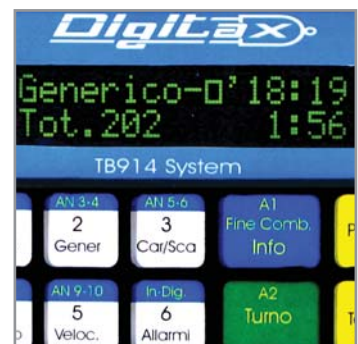 Digitax
Generico-□'18:19
Tot.202 1:56
TB914 System
AN 3-4
2
Gener
AN 5-6
3
Car/Sca
A1
Fine Comb.
Info
AN 9-10
5
Veloc.
In-Dig.
6
Allarmi
A2
Turno